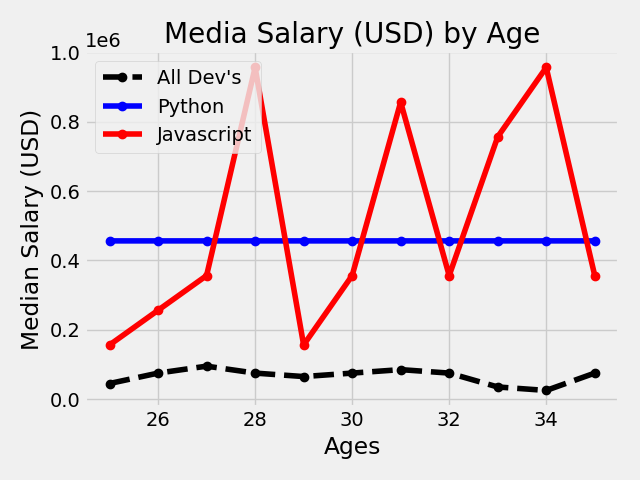 Media Salary (USD) by Age
1e6
1.0
0.8
0.6
0.4
0.2
0.0
Median Salary (USD)
All Dev's
Python
Javascript
26 28 30 32 34
Ages